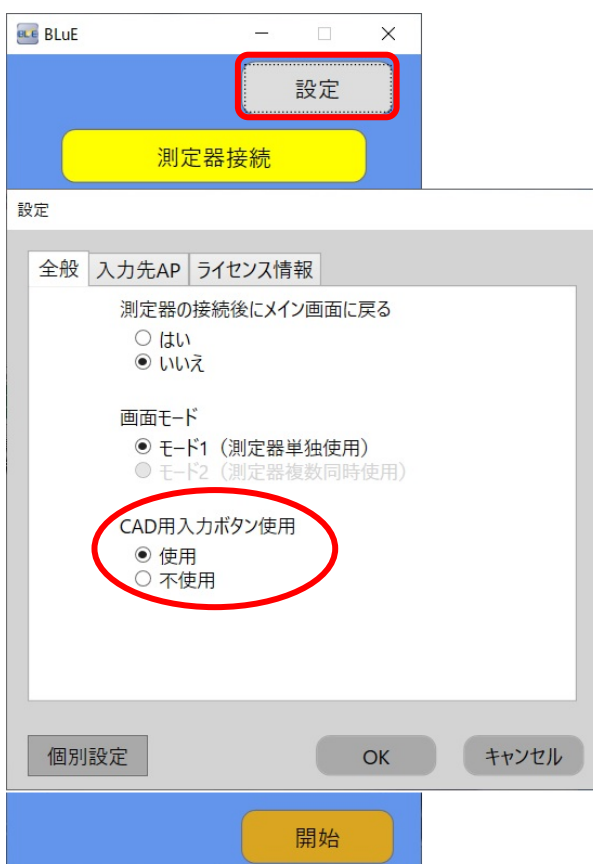 BLuE
設定
測定器接続
設定
全般 入力先AP ライセンス情報
測定器の接続後にメイン画面に戻る
はい
いいえ
画面モード
モード1（測定器単独使用）
モード2（測定器複数同時使用）
CAD用入力ボタン使用
使用
不使用
個別設定 OK キャンセル
開始